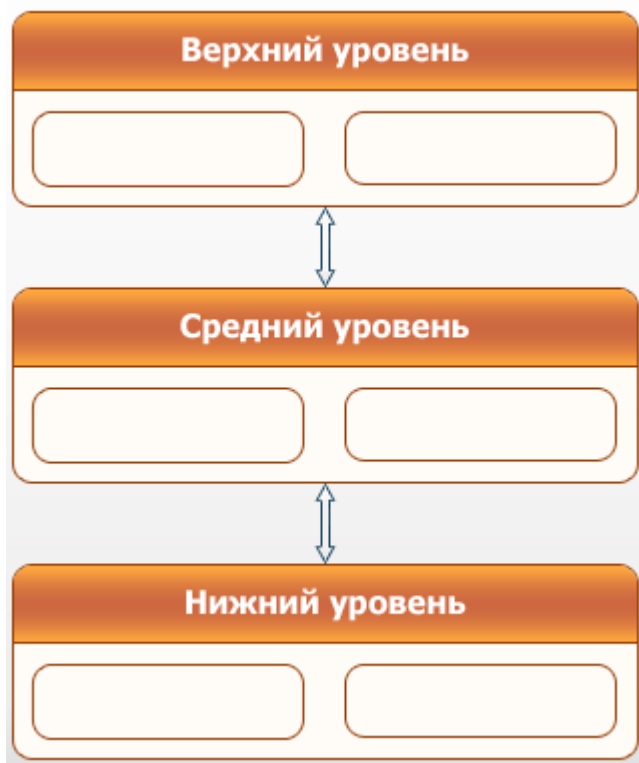 Верхний уровень
Средний уровень
Нижний уровень